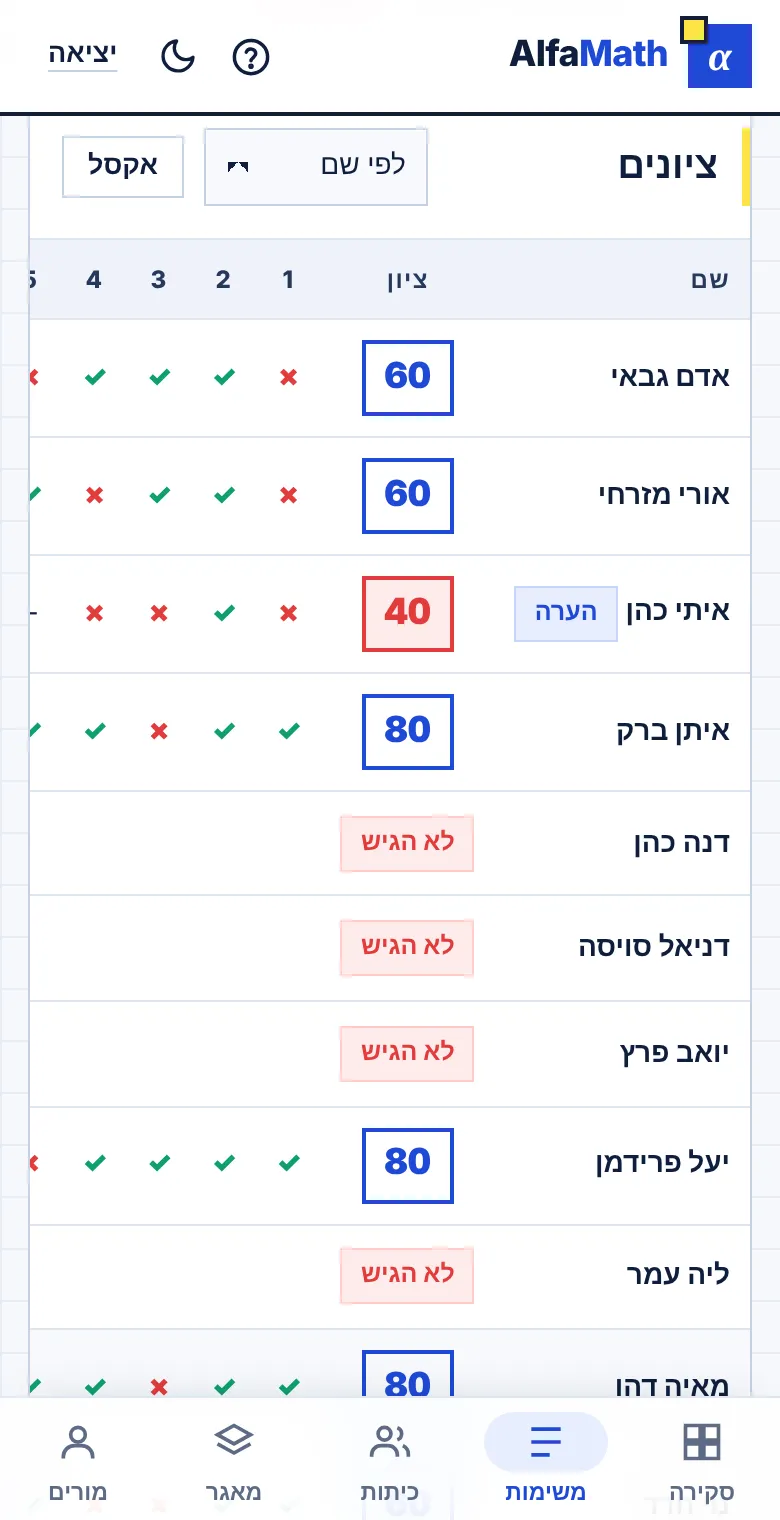 α AlfaMath יציאה
ציונים לפי שם אקסל
שם ציון 1 2 3 4 5
אדם גבאי 60 ✖ ✔ ✔ ✖ ✖
אורי מזרחי 60 ✖ ✔ ✔ ✖ ✔
איתי כהן הערה 40 ✖ ✔ ✖ ✖ -
איתן ברק 80 ✔ ✔ ✖ ✔ ✔
דנה כהן לא הגיש
דניאל סויסה לא הגיש
יואב פרץ לא הגיש
יעל פרידמן 80 ✔ ✔ ✔ ✔ ✖
ליה עמר לא הגיש
מאיה דהן 80 ✔ ✔ ✖ ✔ ✔
סקירה משימות כיתות מאגר מורים